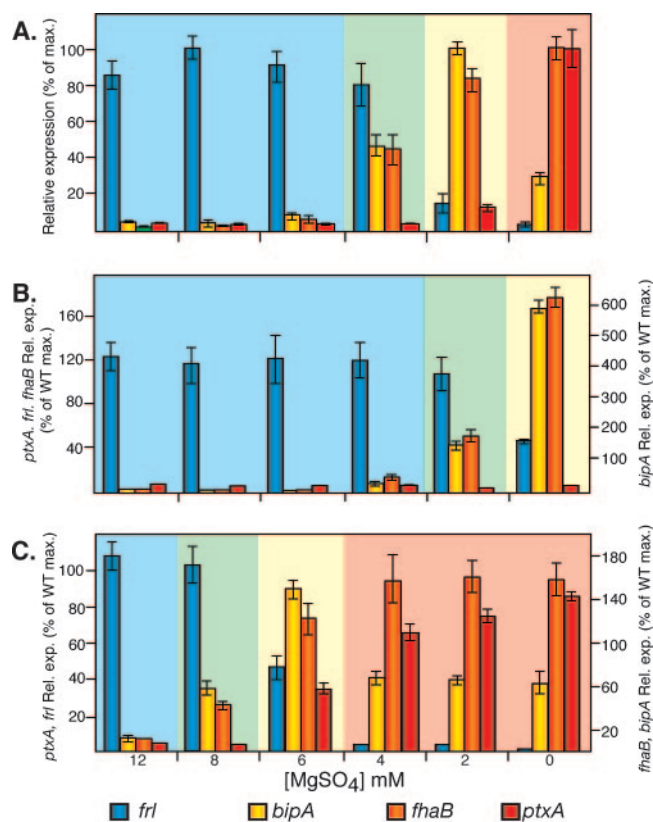 A.
Relative expression (% of max.)
100
80
60
40
20
B.
ptxA, frl. fhaB Rel. exp.
(% of WT max.)
160
120
80
40
600
500
400
300
200
100
bipA Rel. exp. (% of WT max.)
C.
ptxA, frl Rel. exp. (% of WT max.)
100
80
60
40
20
180
140
100
60
20
fhaB, bipA Rel. exp. (% of WT max.)
12 8 6 4 2 0
[MgSO4] mM
frl bipA fhaB ptxA